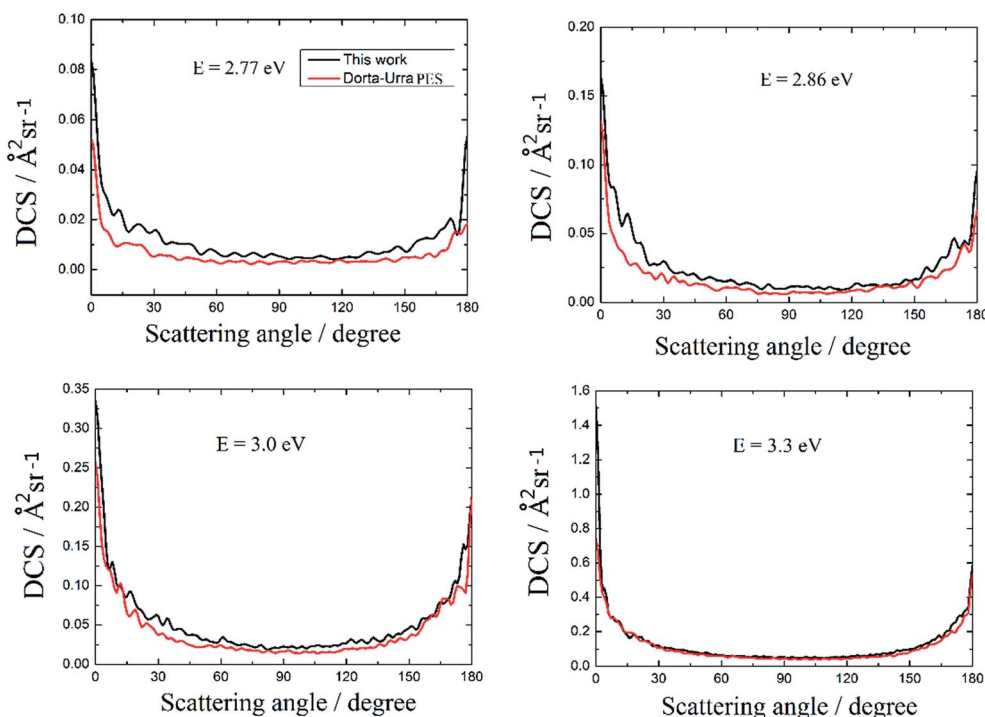 0.10
0.08
0.06
0.04
0.02
0.00
DCS / Å²sr⁻¹
E = 2.77 eV
This work
Dorta-Urra PES
0 30 60 90 120 150 180
Scattering angle / degree
0.20
0.15
0.10
0.05
0.00
DCS / Å²sr⁻¹
E = 2.86 eV
0 30 60 90 120 150 180
Scattering angle / degree
0.35
0.30
0.25
0.20
0.15
0.10
0.05
0.00
DCS / Å²sr⁻¹
E = 3.0 eV
0 30 60 90 120 150 180
Scattering angle / degree
1.6
1.4
1.2
1.0
0.8
0.6
0.4
0.2
0.0
DCS / Å²sr⁻¹
E = 3.3 eV
0 30 60 90 120 150 180
Scattering angle / degree